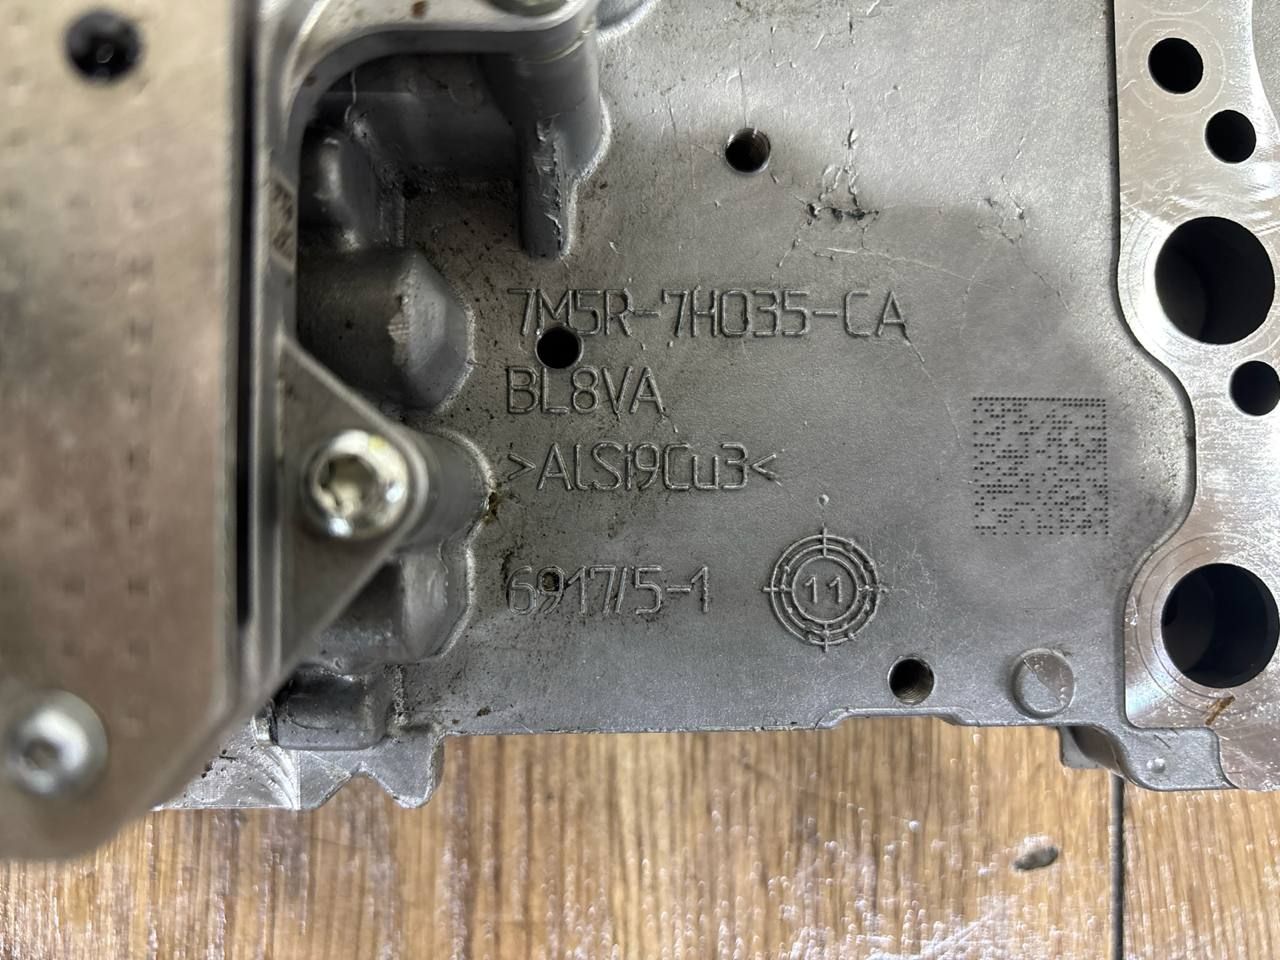 7M5R-7H035-CA
BL8VA
>AlSi9Cu3<
6917/5-1
11